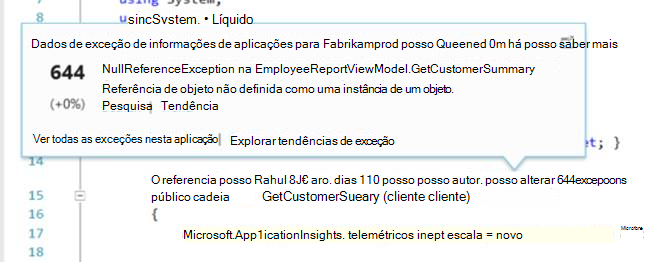 using System;
8 usincSvstem. • Líquido
Dados de exceção de informações de aplicações para Fabrikamprod posso Queened 0m há posso saber mais
644 NullReferenceException na EmployeeReportViewModel.GetCustomerSummary
Referência de objeto não definida como uma instância de um objeto.
(+0%) Pesquisa Tendência
Ver todas as exceções nesta aplicação Explorar tendências de exceção
et; }
14
O referencia posso Rahul 8J€ aro. dias 110 posso posso autor. posso alterar 644excepoons
15 público cadeia GetCustomerSueary (cliente cliente)
16 {
17 Microsoft.App1icationInsights. telemétricos inept escala = novo
18